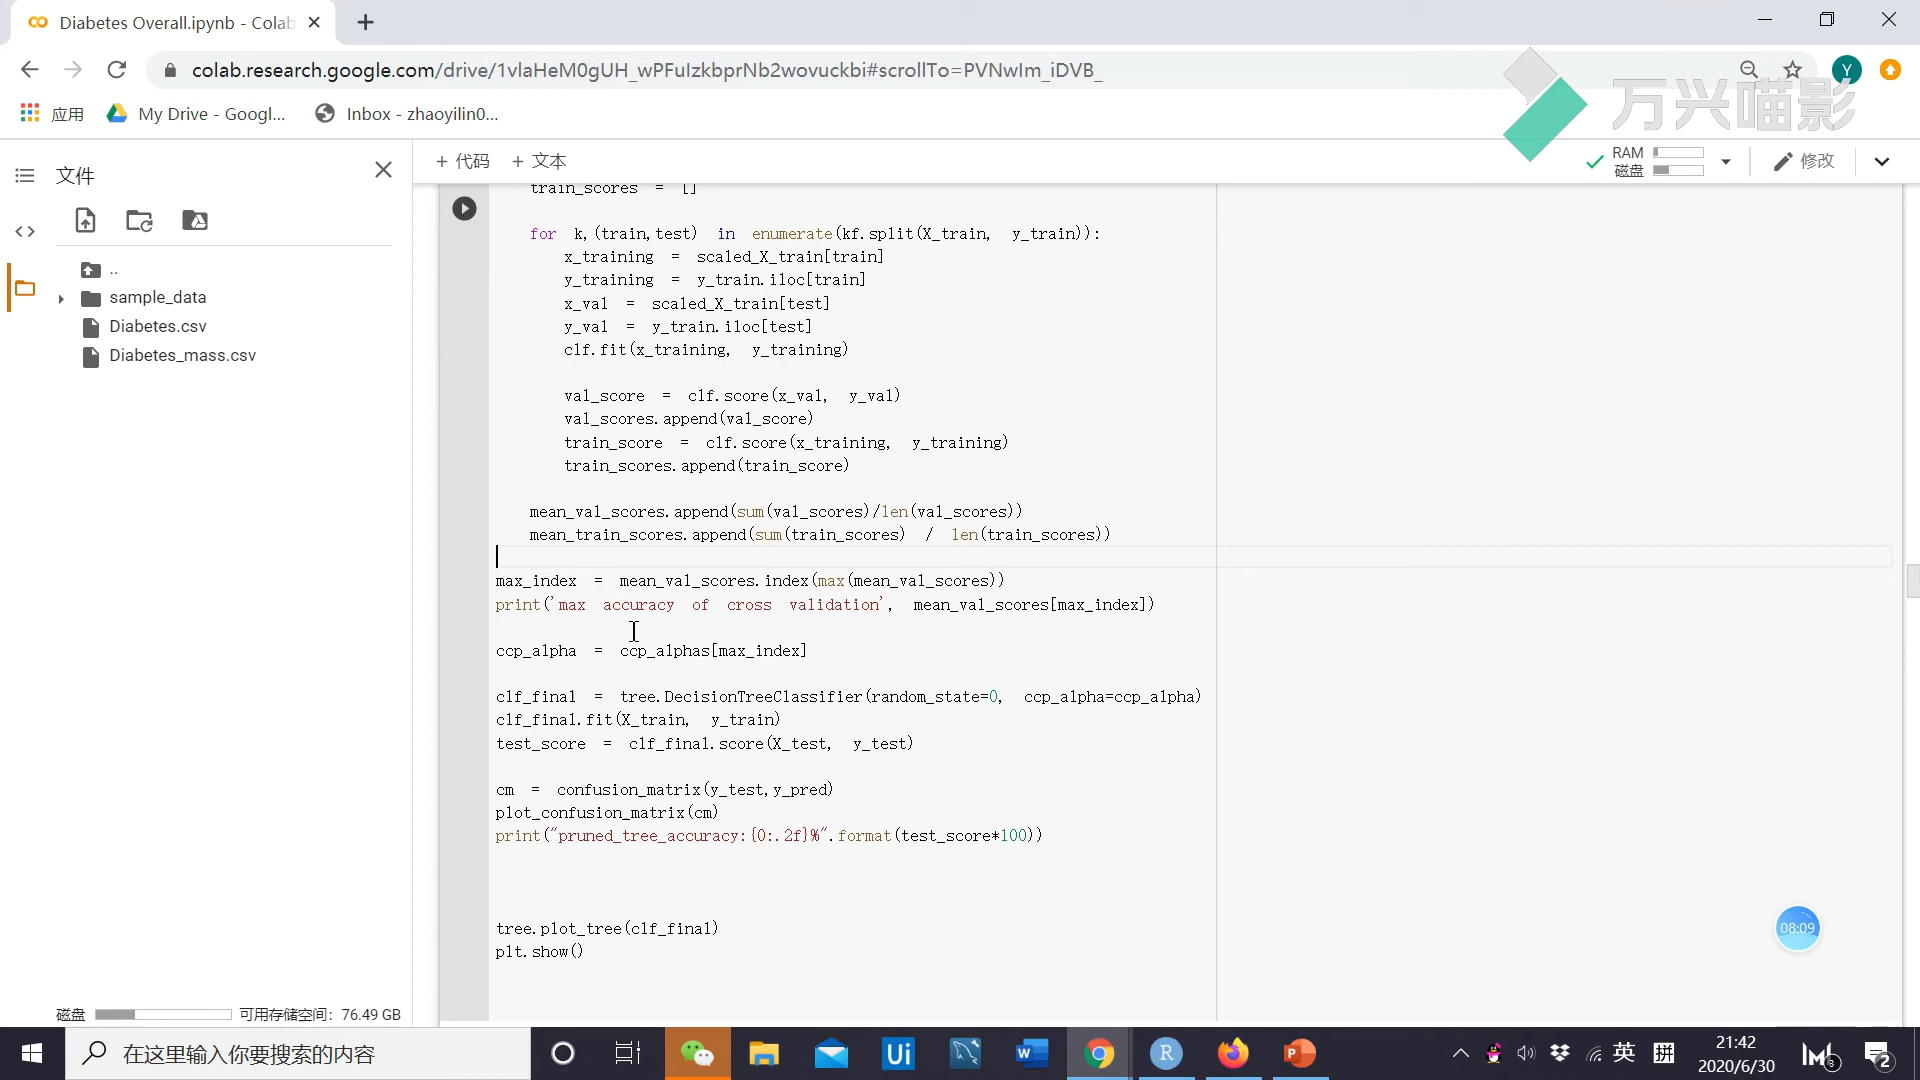 Diabetes Overall.ipynb - Colab
colab.research.google.com/drive/1vlaHeM0gUH_wPFuIzkbprNb2wovuckbi#scrollTo=PVNwIm_iDVB_
Y
应用
My Drive - Googl...
Inbox - zhaoyilin0...
万兴喵影
文件
+ 代码
+ 文本
RAM
磁盘
修改
..
sample_data
Diabetes.csv
Diabetes_mass.csv
train_scores = []
for k,(train,test) in enumerate(kf.split(X_train, y_train)):
x_training = scaled_X_train[train]
y_training = y_train.iloc[train]
x_val = scaled_X_train[test]
y_val = y_train.iloc[test]
clf.fit(x_training, y_training)
val_score = clf.score(x_val, y_val)
val_scores.append(val_score)
train_score = clf.score(x_training, y_training)
train_scores.append(train_score)
mean_val_scores.append(sum(val_scores)/len(val_scores))
mean_train_scores.append(sum(train_scores) / len(train_scores))
max_index = mean_val_scores.index(max(mean_val_scores))
print('max accuracy of cross validation', mean_val_scores[max_index])
ccp_alpha = ccp_alphas[max_index]
clf_final = tree.DecisionTreeClassifier(random_state=0, ccp_alpha=ccp_alpha)
clf_final.fit(X_train, y_train)
test_score = clf_final.score(X_test, y_test)
cm = confusion_matrix(y_test,y_pred)
plot_confusion_matrix(cm)
print("pruned_tree_accuracy:{0:.2f}%".format(test_score*100))
tree.plot_tree(clf_final)
plt.show()
08:09
磁盘
可用存储空间: 76.49 GB
在这里输入你要搜索的内容
Ui
W
R
P
英
拼
21:42
2020/6/30
3
2